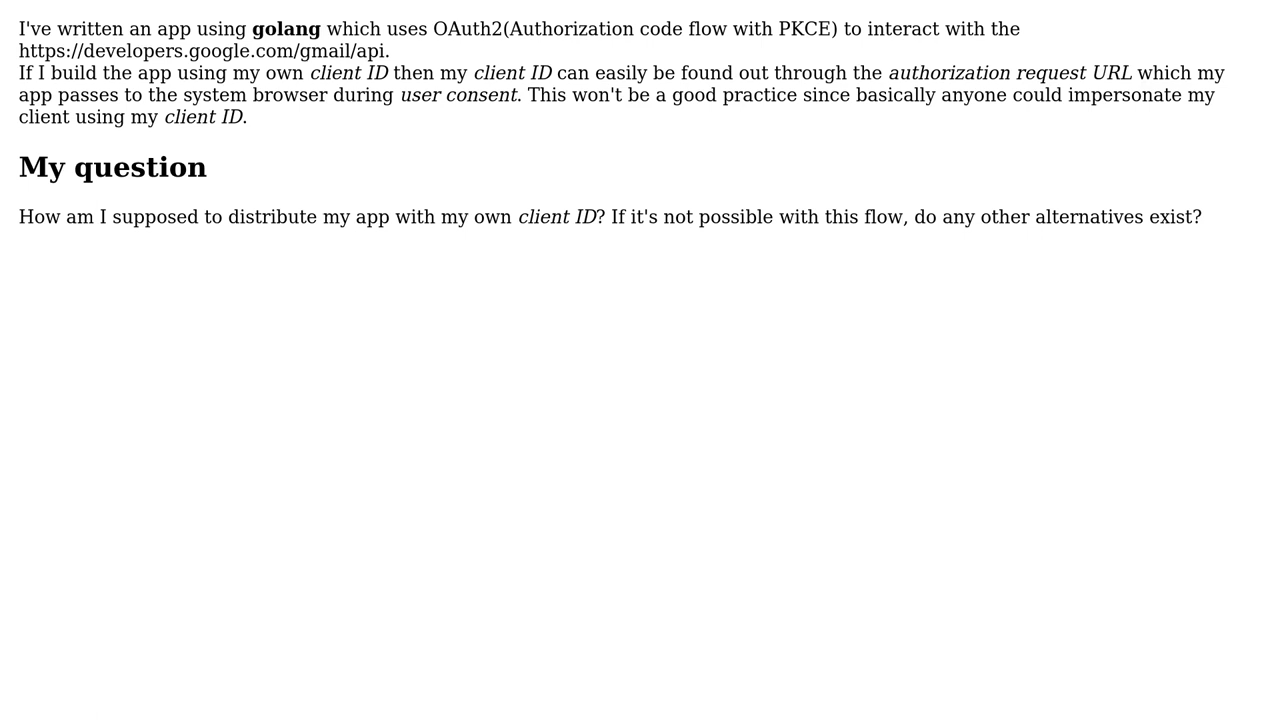 I've written an app using golang which uses OAuth2(Authorization code flow with PKCE) to interact with the
https://developers.google.com/gmail/api.
If I build the app using my own client ID then my client ID can easily be found out through the authorization request URL which my
app passes to the system browser during user consent. This won't be a good practice since basically anyone could impersonate my
client using my client ID.
My question
How am I supposed to distribute my app with my own client ID? If it's not possible with this flow, do any other alternatives exist?